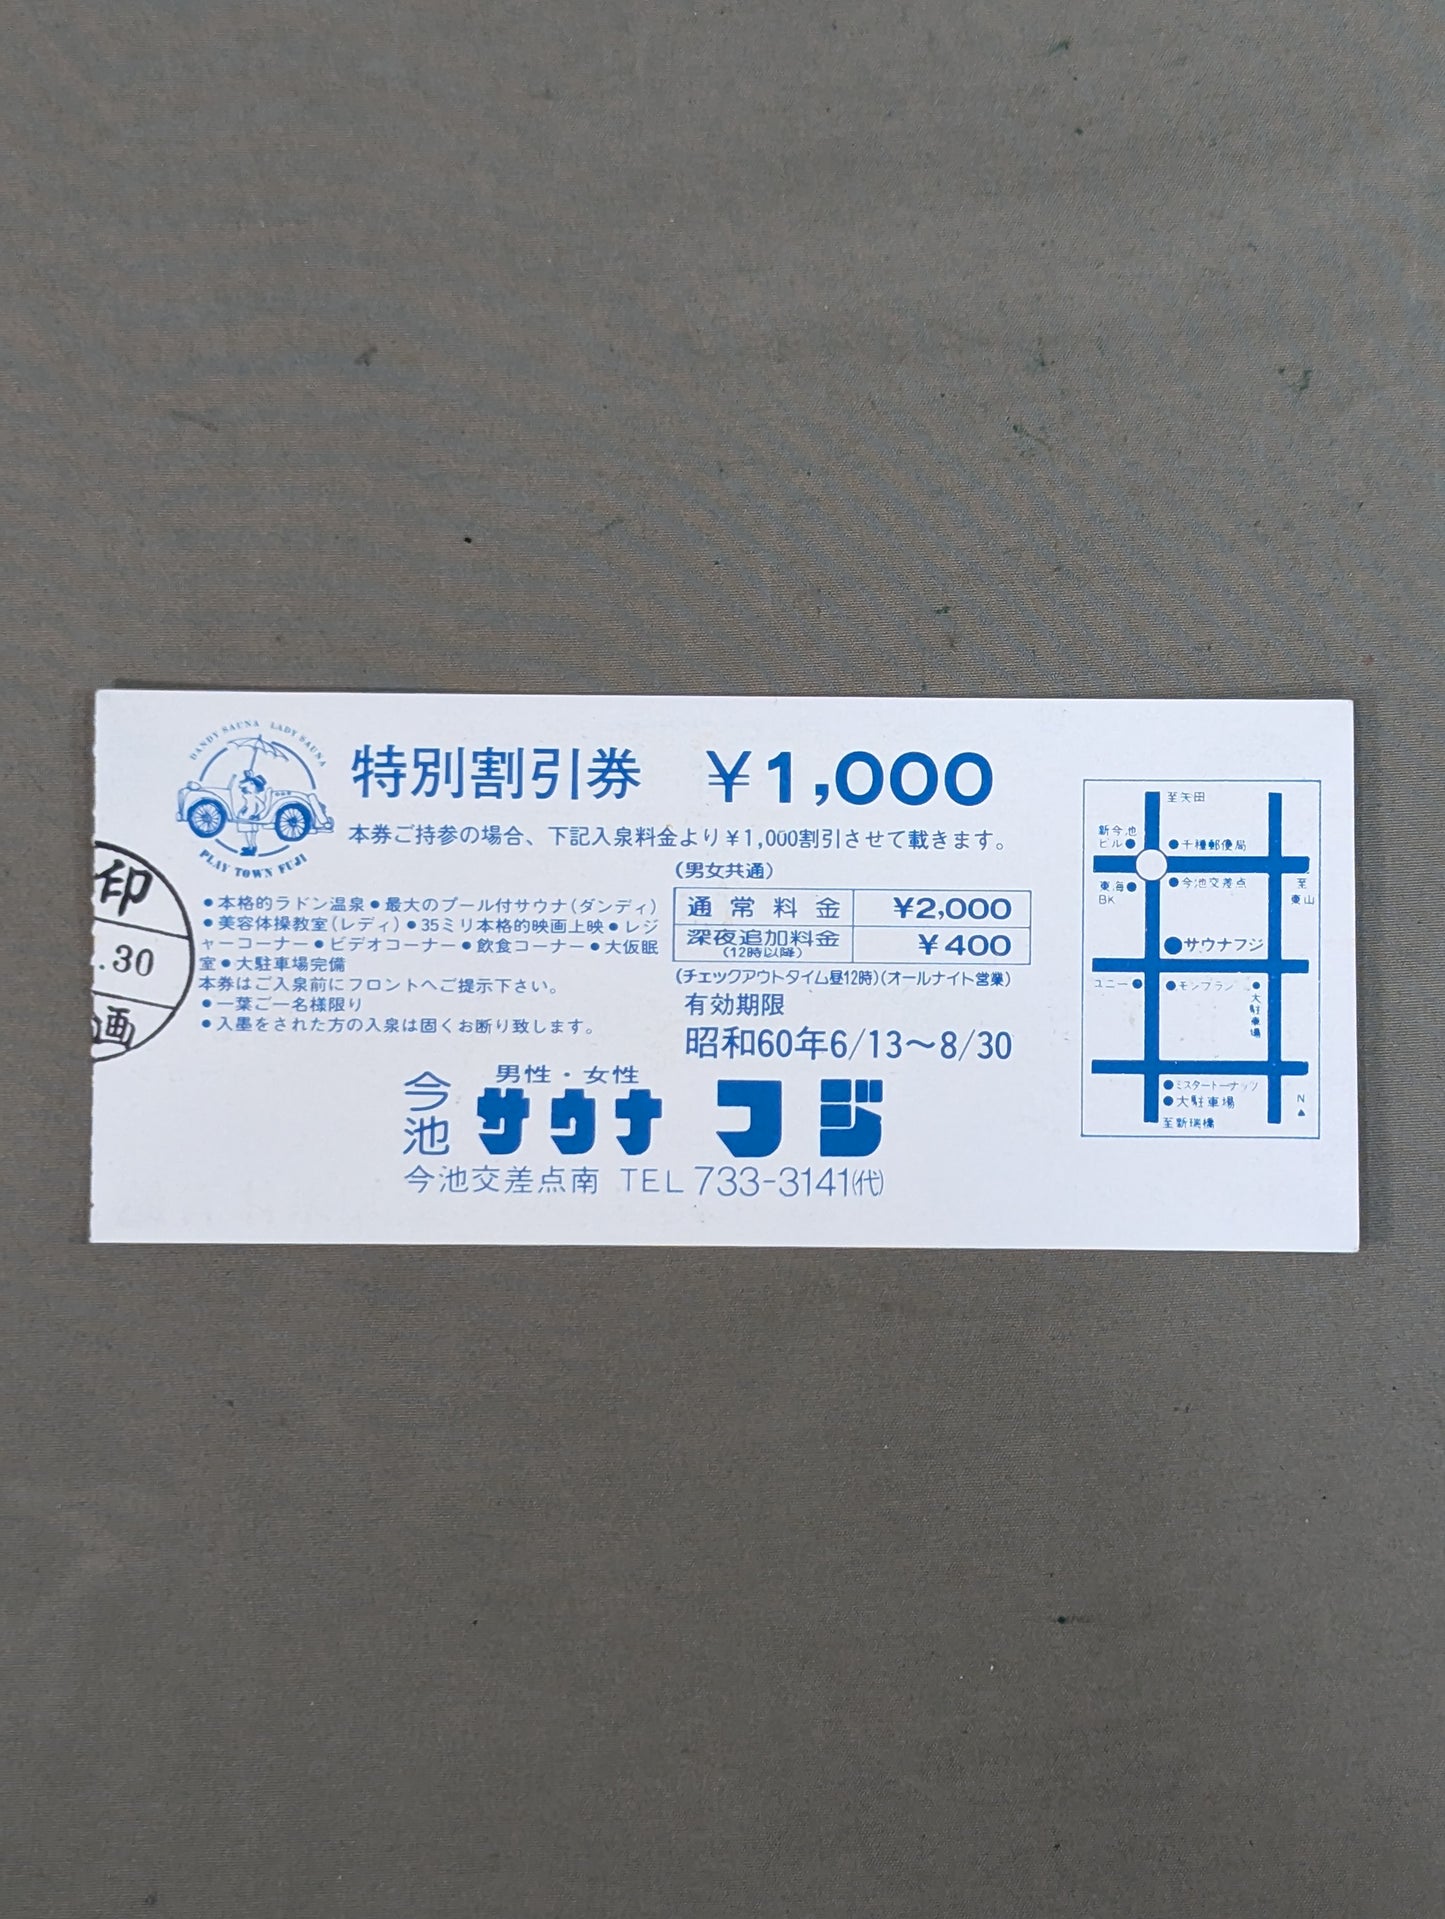 DANDY SAUNA LADY SAUNA
PLAY TOWN FUJI
特別割引券 ¥1,000
本券ご持参の場合、下記入泉料金より¥1,000割引させて載きます。
(男女共通)
通常料金 ¥2,000
深夜追加料金 ¥400
(12時以降)
(チェックアウトタイム昼12時)(オールナイト営業)
有効期限
昭和60年6/13〜8/30
●本格的ラドン温泉●最大のプール付サウナ(ダンディ)
●美容体操教室(レディ)●35ミリ本格的映画上映●レジ
ャーコーナー●ビデオコーナー●飲食コーナー●大仮眠
室●大駐車場完備
本券はご入泉前にフロントへご提示下さい。
●一葉ご一名様限り
●入墨をされた方の入泉は固くお断り致します。
印
.30
画
男性・女性
今池 サウナ フジ
今池交差点南 TEL 733-3141(代)
至矢田
新今池
ビル●
●千種郵便局
東海●
BK
●今池交差点
至
東山
●サウナフジ
ユニー●
●モンブラン
●大駐車場
●ミスタードーナッツ
●大駐車場
至新瑞橋
N